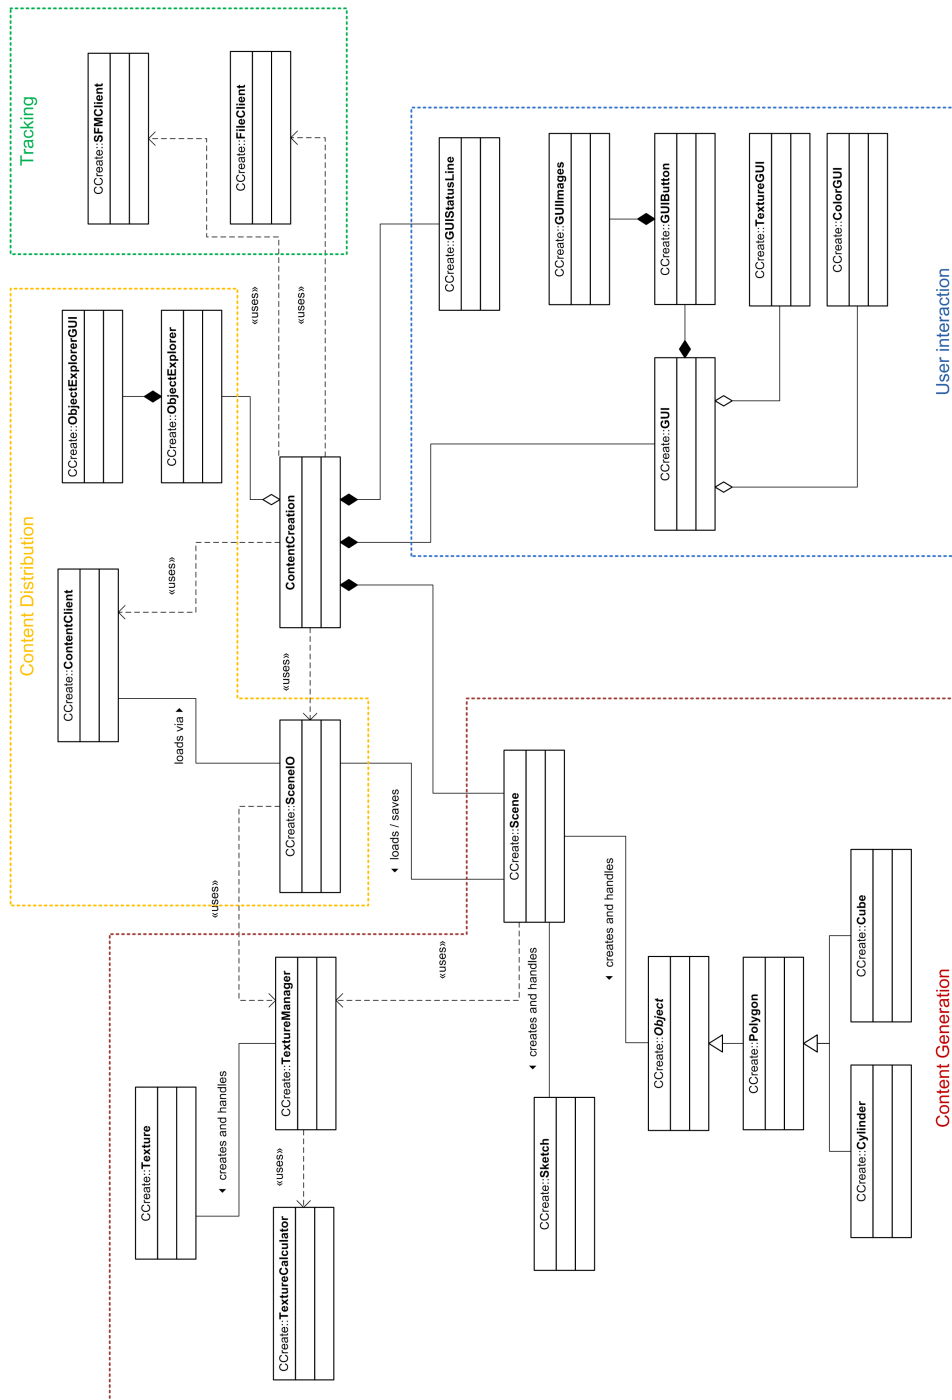 Tracking
CCreate::SFMClient
CCreate::FileClient
«uses»
«uses»
Content Distribution
CCreate::ObjectExplorerGUI
CCreate::ObjectExplorer
CCreate::ContentClient
«uses»
loads via ▶
CCreate::SceneIO
«uses»
ContentCreation
User interaction
CCreate::GUIStatusLine
CCreate::GUIImages
CCreate::GUIButton
CCreate::TextureGUI
CCreate::ColorGUI
CCreate::GUI
Content Generation
◀ loads / saves
«uses»
«uses»
CCreate::Scene
CCreate::TextureManager
CCreate::Texture
◀ creates and handles
«uses»
CCreate::TextureCalculator
◀ creates and handles
CCreate::Sketch
◀ creates and handles
CCreate::Object
CCreate::Polygon
CCreate::Cube
CCreate::Cylinder